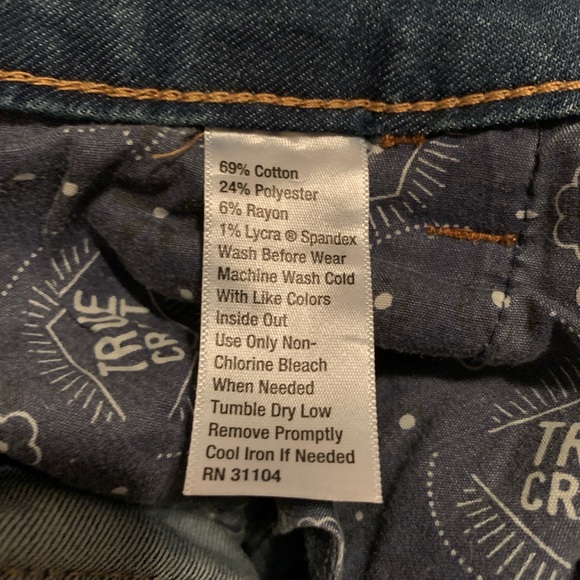 69% Cotton
24% Polyester
6% Rayon
1% Lycra ® Spandex
Wash Before Wear
Machine Wash Cold
With Like Colors
Inside Out
Use Only Non-
Chlorine Bleach
When Needed
Tumble Dry Low
Remove Promptly
Cool Iron If Needed
RN 31104
TRUE
CR
TRU
CR